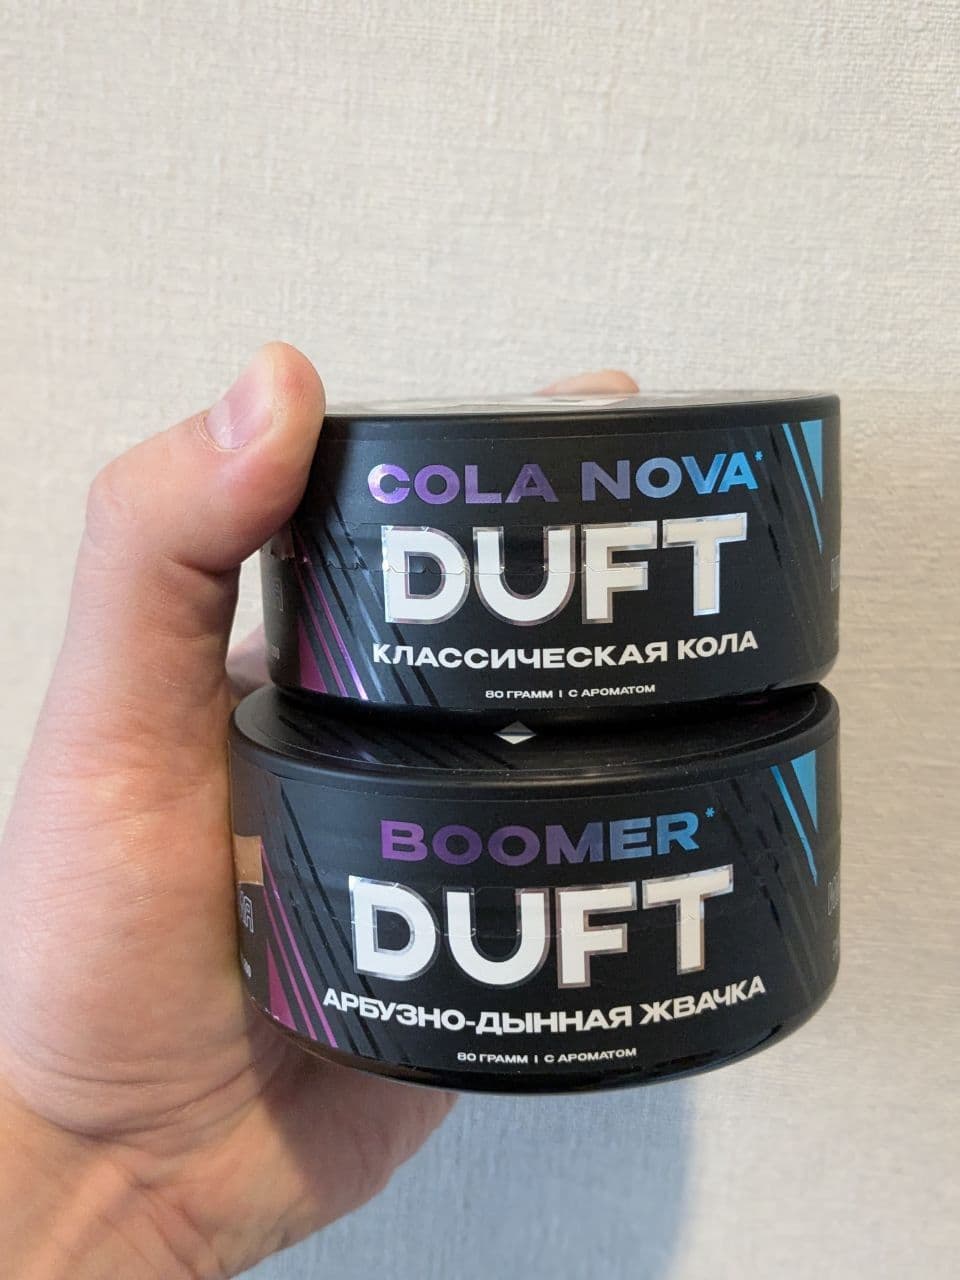 COLA NOVA*
DUFT
КЛАССИЧЕСКАЯ КОЛА
80 ГРАММ | С АРОМАТОМ
BOOMER*
DUFT
АРБУЗНО-ДЫННАЯ ЖВАЧКА
80 ГРАММ | С АРОМАТОМ